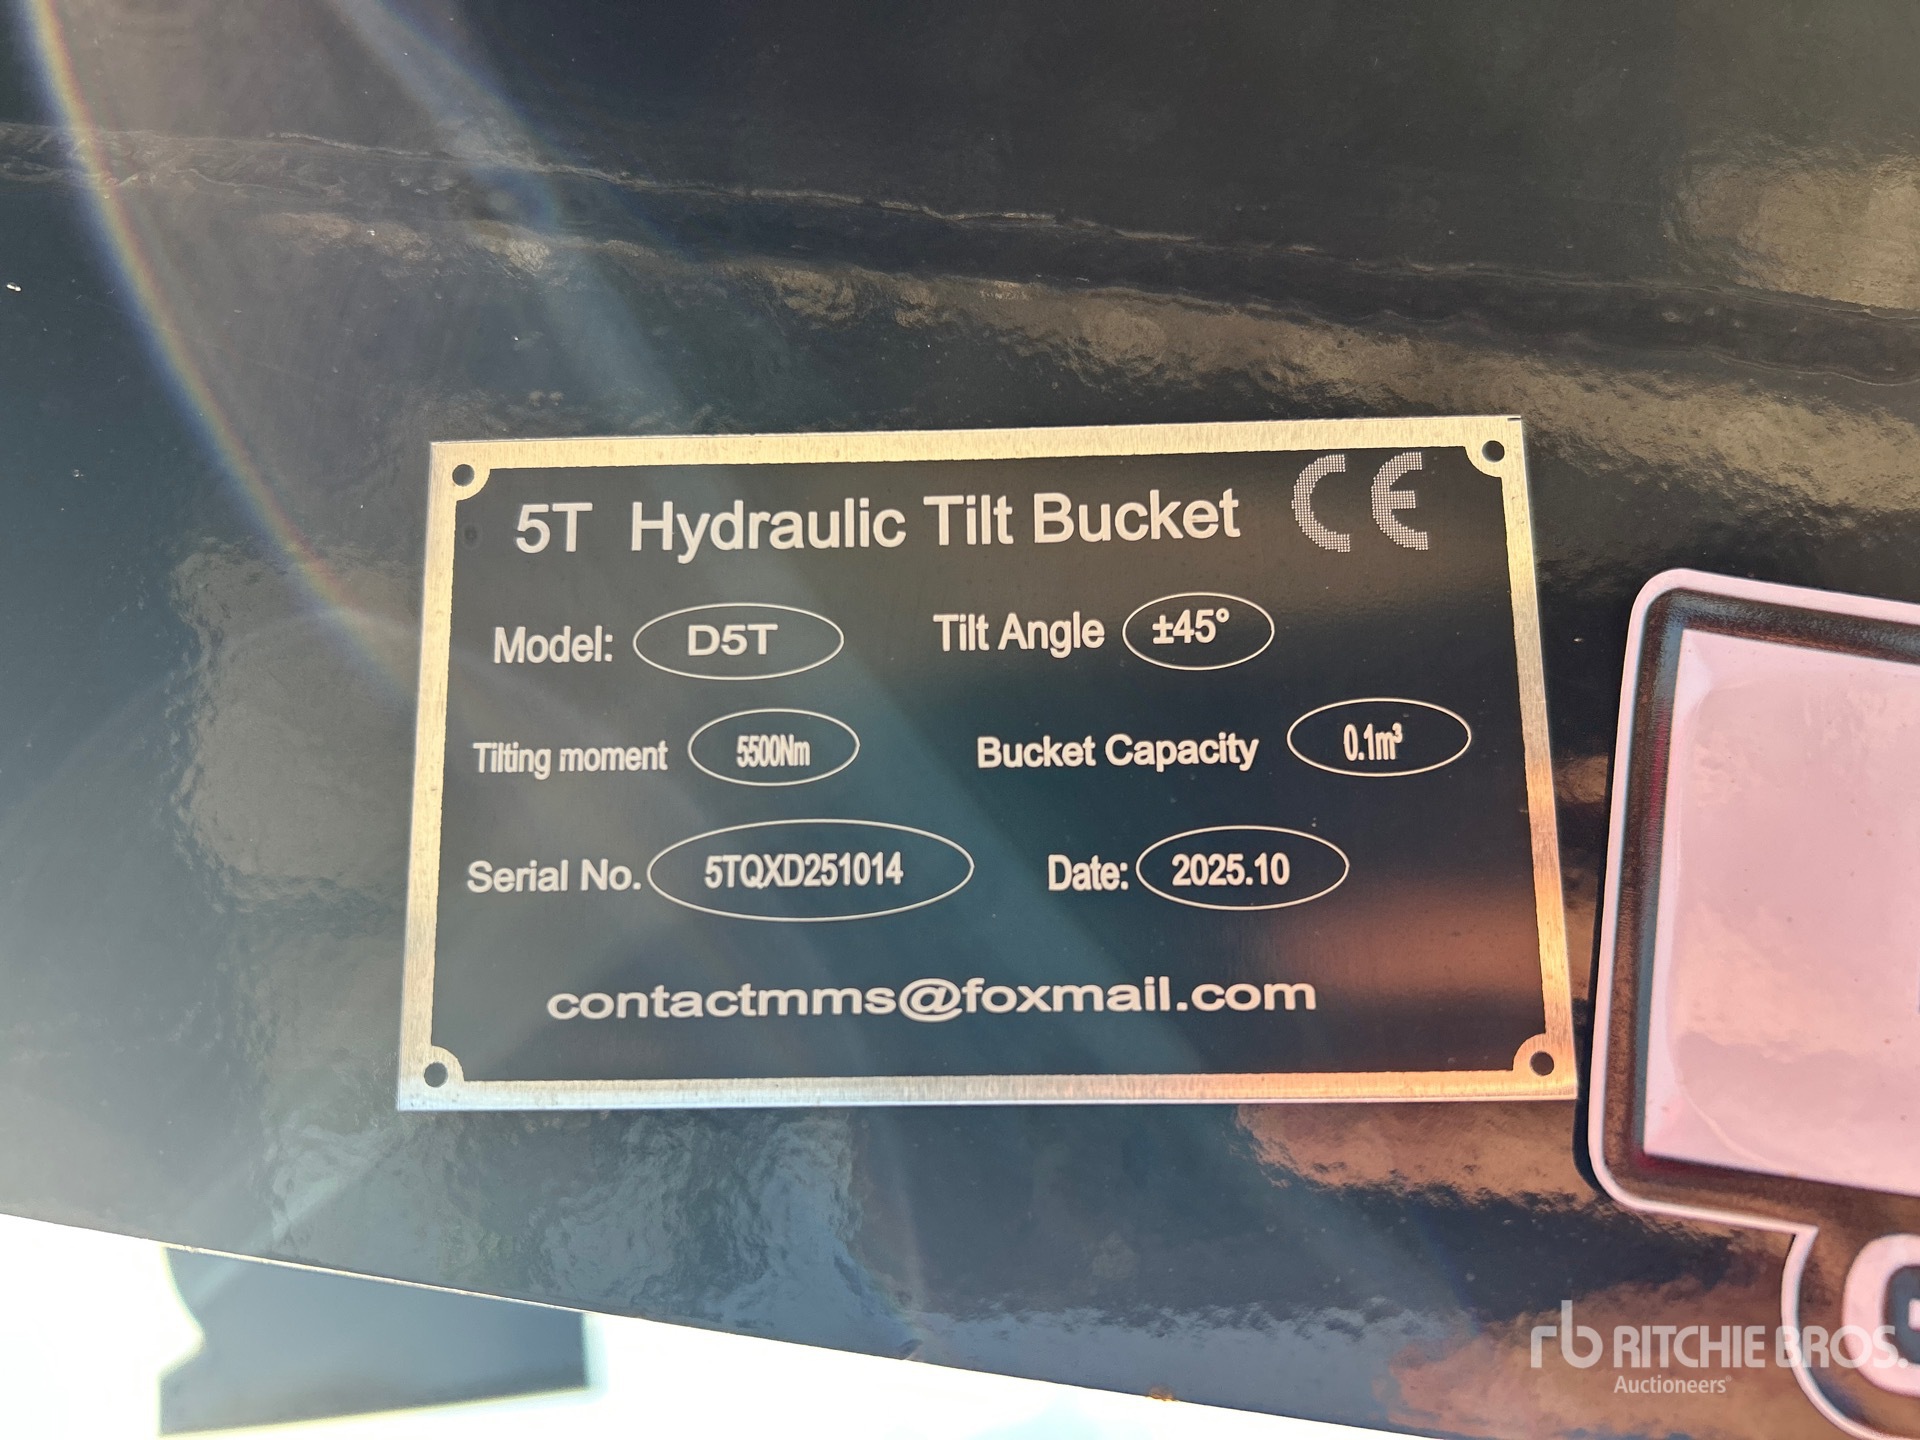 5T Hydraulic Tilt Bucket CE
Model: D5T Tilt Angle ±45°
Tilting moment 5500Nm Bucket Capacity 0.1m³
Serial No. 5TQXD251014 Date: 2025.10
contactmms@foxmail.com
rb RITCHIE BROS.
Auctioneers